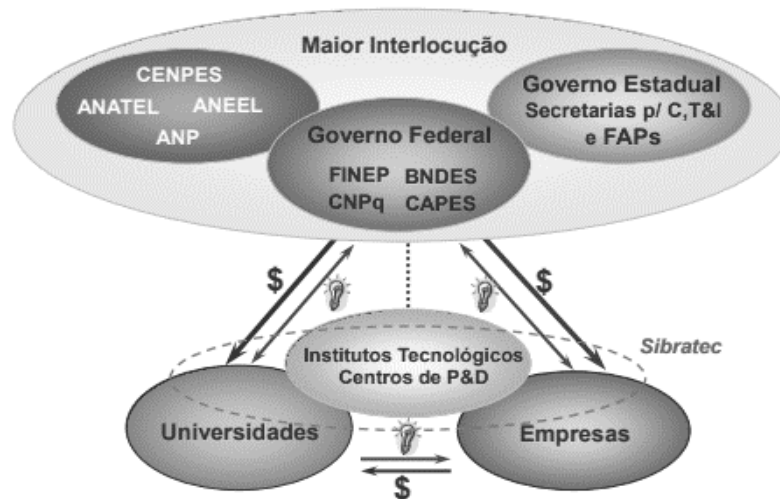 Maior Interlocução
CENPES
ANATEL ANEEL
ANP
Governo Federal
FINEP BNDES
CNPq CAPES
Governo Estadual
Secretarias p/ C,T&I
e FAPs
$
$
Institutos Tecnológicos
Centros de P&D
Sibratec
Universidades
Empresas
$